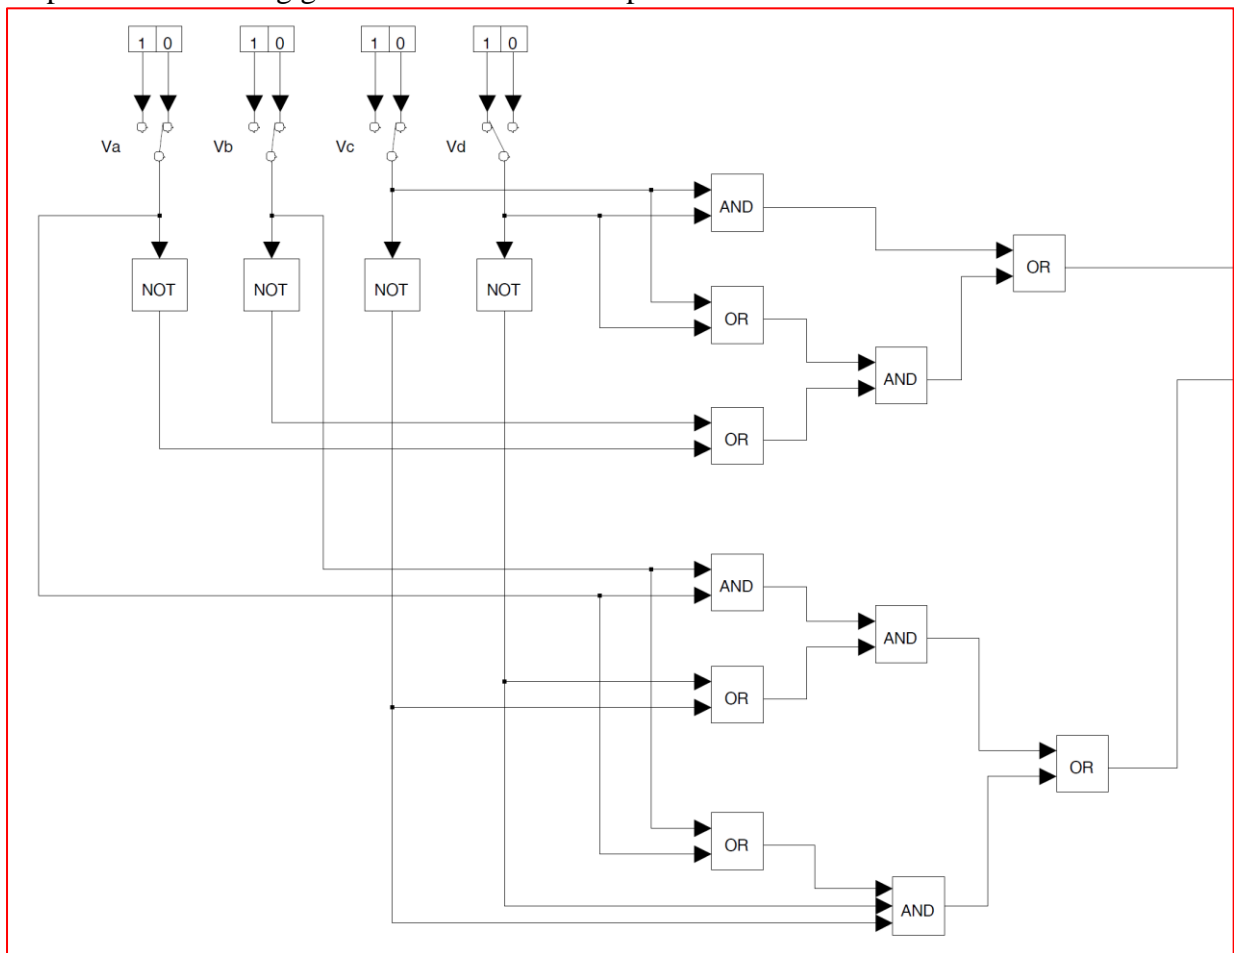 1 0 1 0 1 0 1 0
Va Vb Vc Vd
AND
OR
NOT NOT NOT NOT
OR
AND
OR
AND
AND
OR
OR
OR
AND